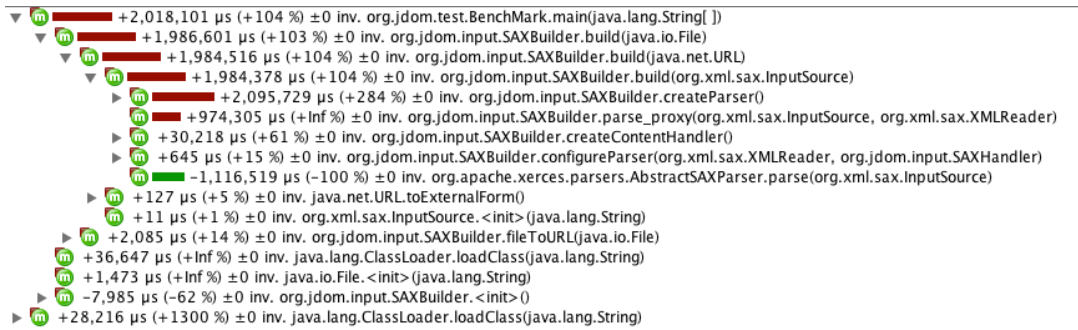 m +2,018,101 µs (+104 %) ±0 inv. org.jdom.test.BenchMark.main(java.lang.String[ ])
m +1,986,601 µs (+103 %) ±0 inv. org.jdom.input.SAXBuilder.build(java.io.File)
m +1,984,516 µs (+104 %) ±0 inv. org.jdom.input.SAXBuilder.build(java.net.URL)
m +1,984,378 µs (+104 %) ±0 inv. org.jdom.input.SAXBuilder.build(org.xml.sax.InputSource)
m +2,095,729 µs (+284 %) ±0 inv. org.jdom.input.SAXBuilder.createParser()
m +974,305 µs (+Inf %) ±0 inv. org.jdom.input.SAXBuilder.parse_proxy(org.xml.sax.InputSource, org.xml.sax.XMLReader)
m +30,218 µs (+61 %) ±0 inv. org.jdom.input.SAXBuilder.createContentHandler()
m +645 µs (+15 %) ±0 inv. org.jdom.input.SAXBuilder.configureParser(org.xml.sax.XMLReader, org.jdom.input.SAXHandler)
m -1,116,519 µs (-100 %) ±0 inv. org.apache.xerces.parsers.AbstractSAXParser.parse(org.xml.sax.InputSource)
m +127 µs (+5 %) ±0 inv. java.net.URL.toExternalForm()
m +11 µs (+1 %) ±0 inv. org.xml.sax.InputSource.<init>(java.lang.String)
m +2,085 µs (+14 %) ±0 inv. org.jdom.input.SAXBuilder.fileToURL(java.io.File)
m +36,647 µs (+Inf %) ±0 inv. java.lang.ClassLoader.loadClass(java.lang.String)
m +1,473 µs (+Inf %) ±0 inv. java.io.File.<init>(java.lang.String)
m -7,985 µs (-62 %) ±0 inv. org.jdom.input.SAXBuilder.<init>()
m +28,216 µs (+1300 %) ±0 inv. java.lang.ClassLoader.loadClass(java.lang.String)